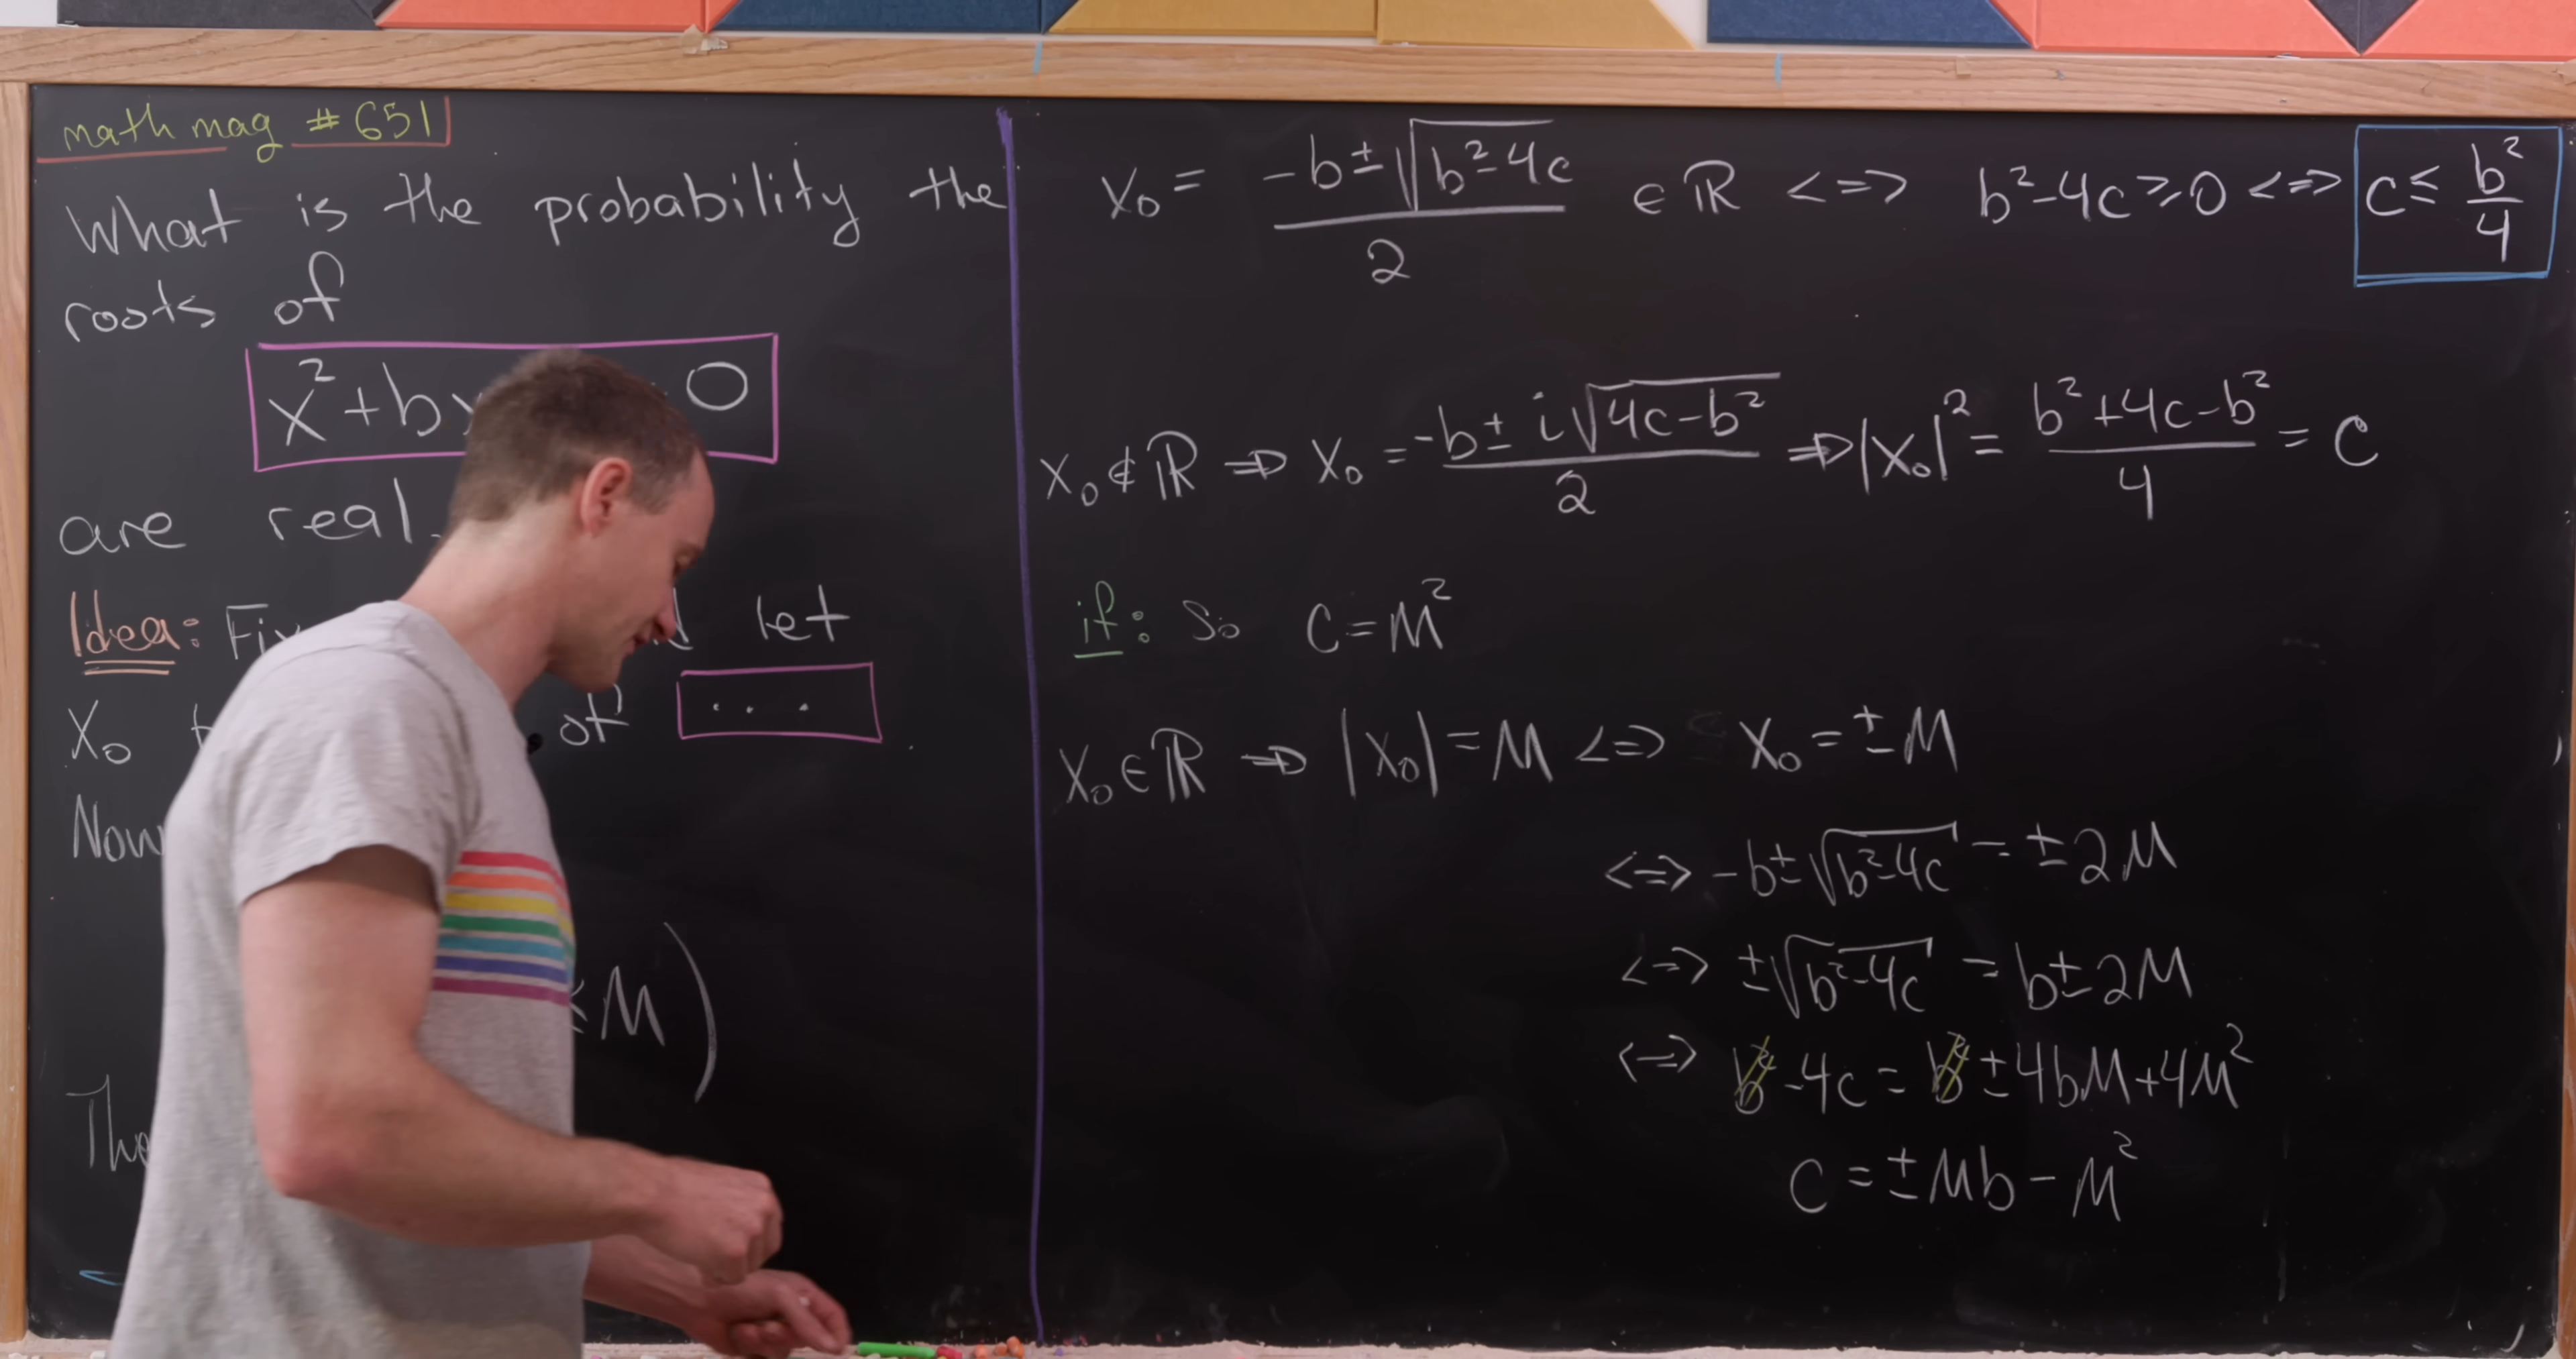 math mag #651
What is the probability the
roots of
x²+b 0
are real.
Idea: let
X₀ of ...
Now
≤M)
X₀ = (-b±√(b²-4c))/2 ∈ ℝ <=> b²-4c≥0 <=> c≤ b²/4
X₀∉ℝ => X₀ = (-b± i√(4c-b²))/2 => |X₀|² = (b²+4c-b²)/4 = C
if: So C=M²
X₀∈ℝ => |X₀|=M <=> X₀=±M
<=> -b±√(b²-4c) = ±2M
<=> ±√(b²-4c) = b±2M
<=> b²-4c = b²±4bM+4M²
C = ±Mb-M²